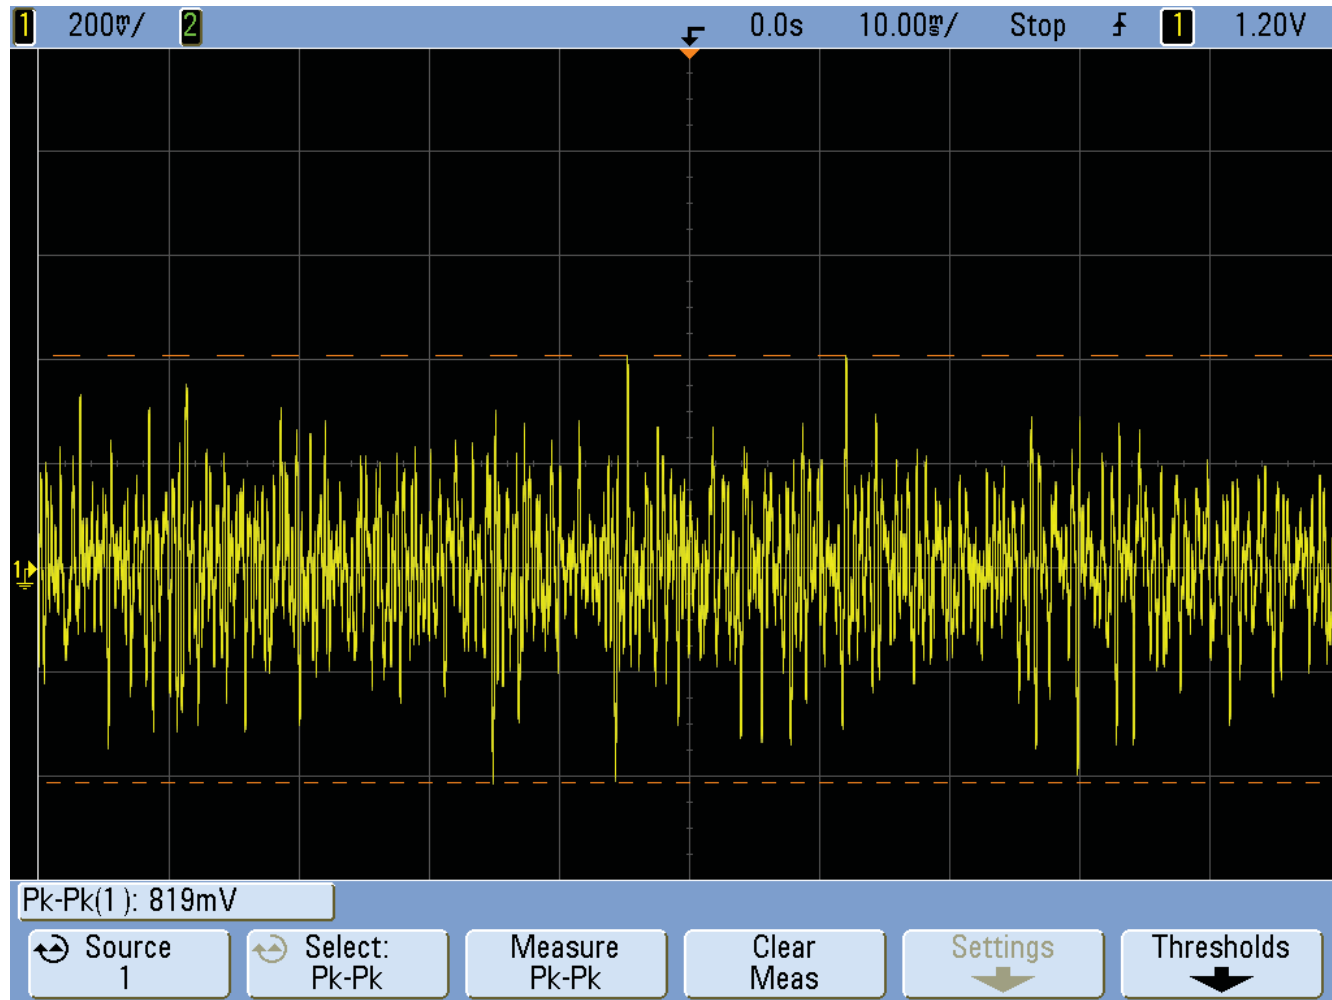 1 200mV/ 2 0.0s 10.00ms/ Stop 1 1.20V
1
Pk-Pk(1): 819mV
Source
1
Select:
Pk-Pk
Measure
Pk-Pk
Clear
Meas
Settings
Thresholds